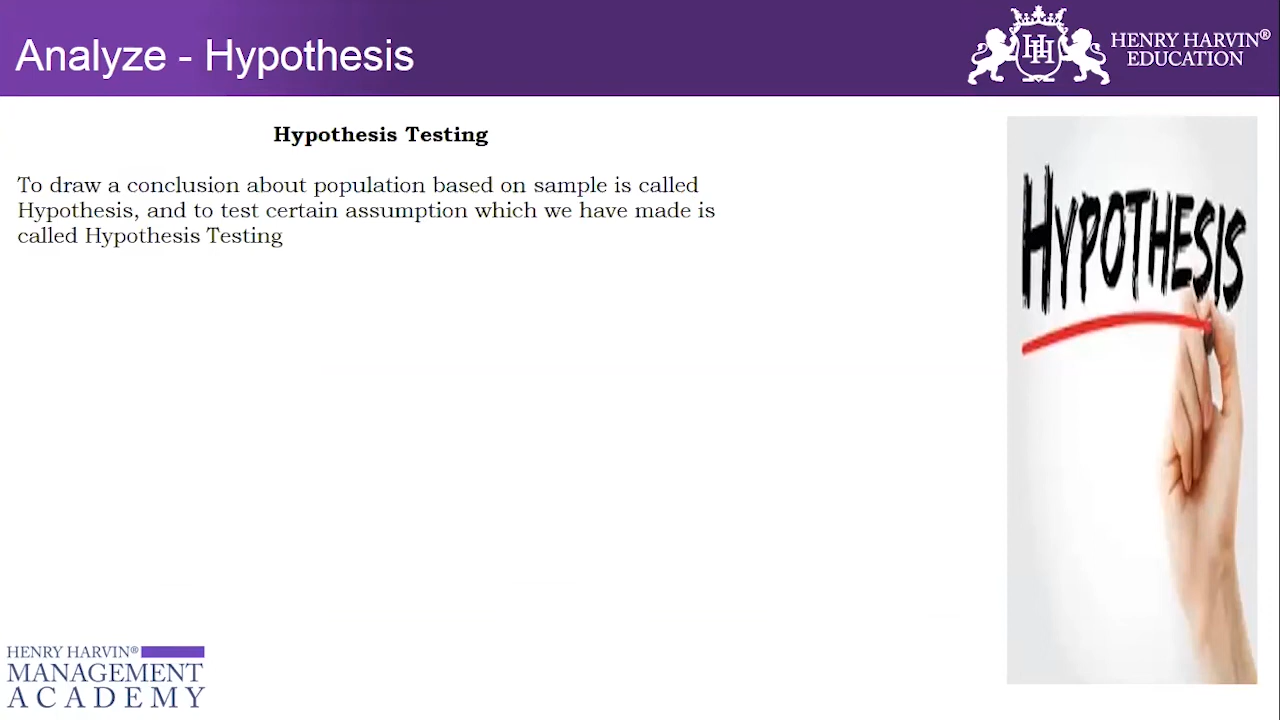 Analyze - Hypothesis
HENRY HARVIN®
EDUCATION
Hypothesis Testing
To draw a conclusion about population based on sample is called
Hypothesis, and to test certain assumption which we have made is
called Hypothesis Testing
HYPOTHESIS
HENRY HARVIN®
MANAGEMENT
ACADEMY